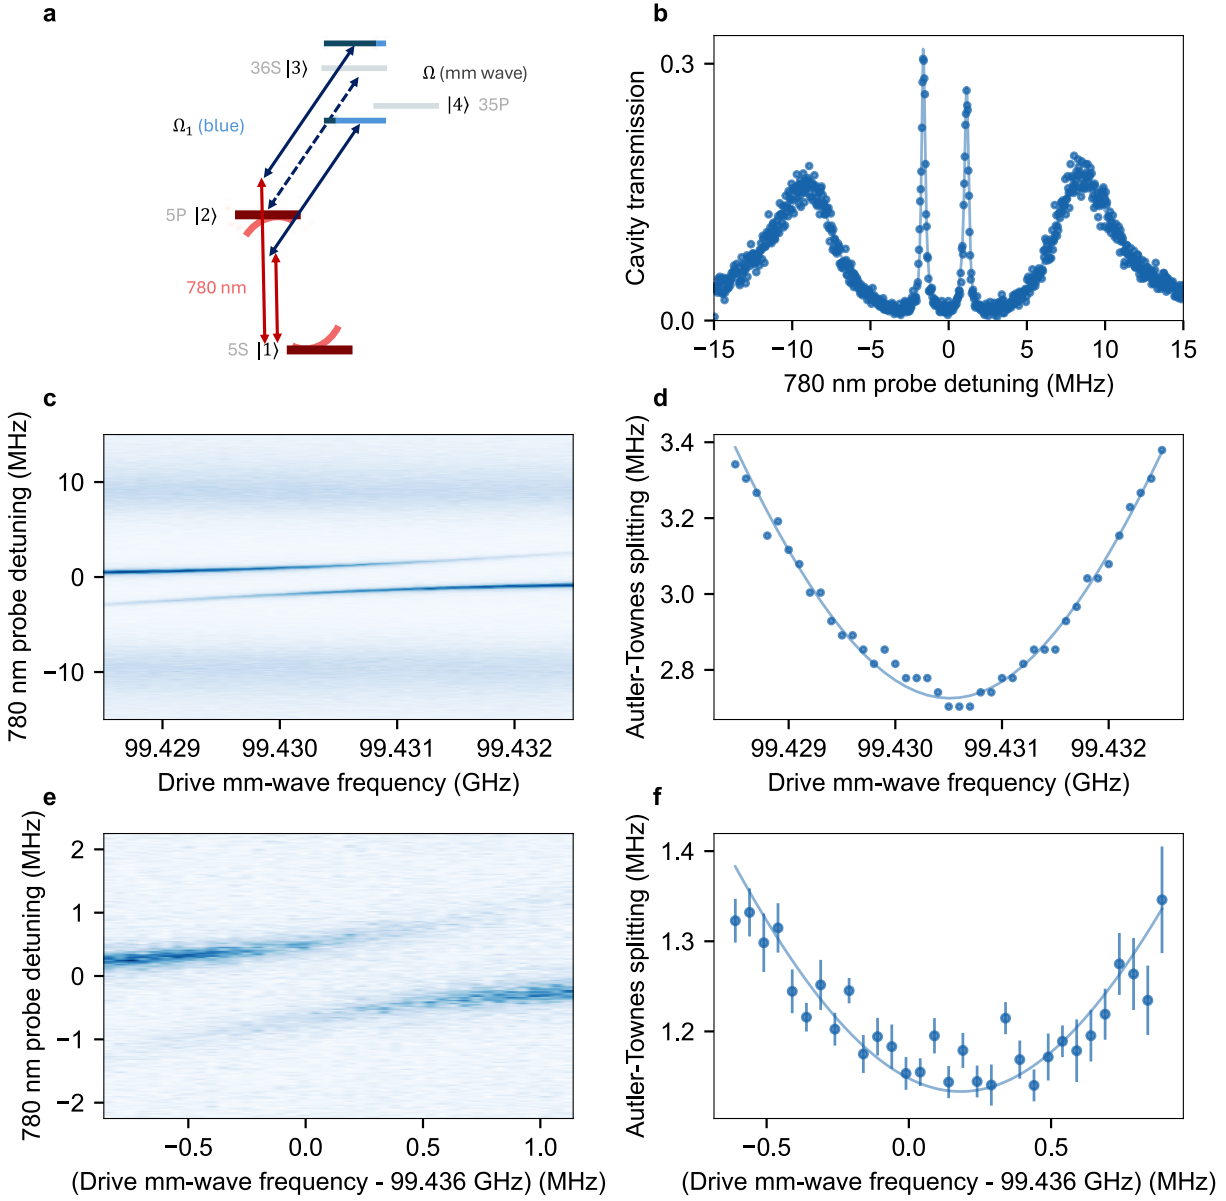 a
36S |3⟩
Ω (mm wave)
|4⟩ 35P
Ω1 (blue)
5P |2⟩
780 nm
5S |1⟩
b
Cavity transmission
0.3
0.0
−15 −10 −5 0 5 10 15
780 nm probe detuning (MHz)
c
780 nm probe detuning (MHz)
10
0
−10
99.429 99.430 99.431 99.432
Drive mm-wave frequency (GHz)
d
Autler-Townes splitting (MHz)
3.4
3.2
3.0
2.8
99.429 99.430 99.431 99.432
Drive mm-wave frequency (GHz)
e
780 nm probe detuning (MHz)
2
1
0
−1
−2
−0.5 0.0 0.5 1.0
(Drive mm-wave frequency - 99.436 GHz) (MHz)
f
Autler-Townes splitting (MHz)
1.4
1.3
1.2
−0.5 0.0 0.5
(Drive mm-wave frequency - 99.436 GHz) (MHz)